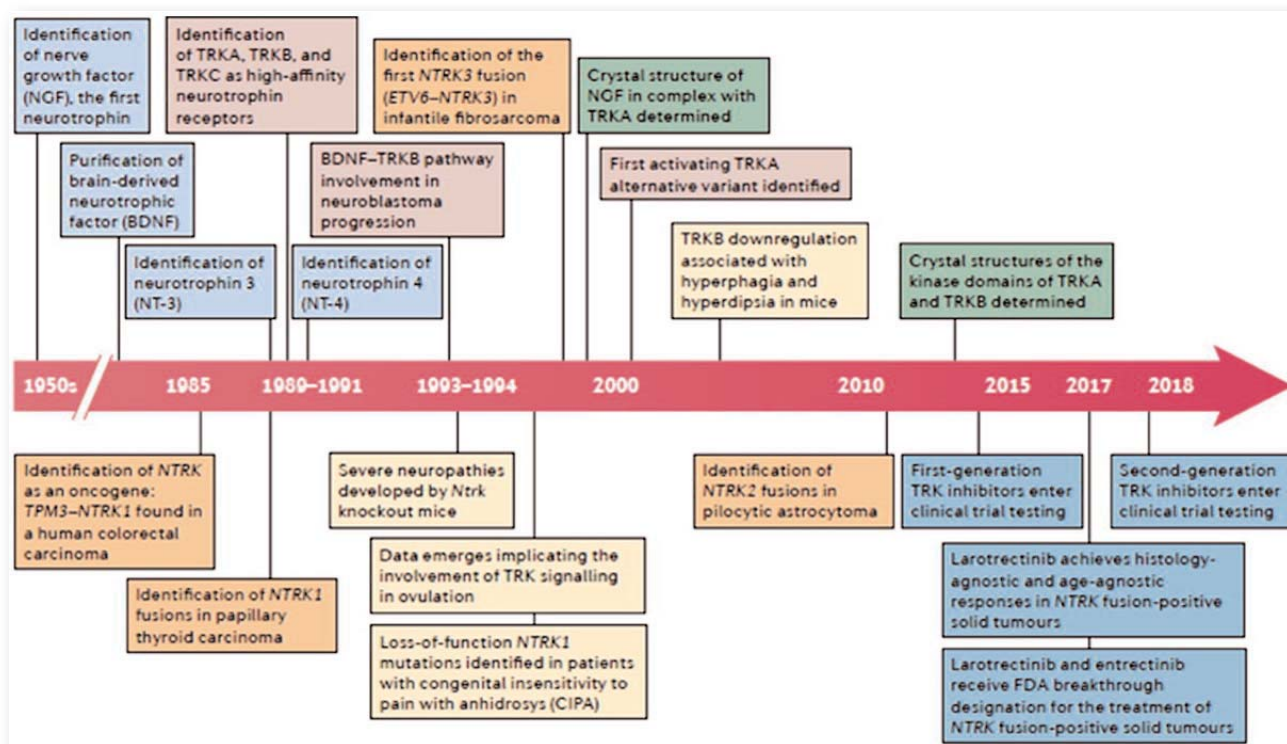 Identification
of nerve
growth factor
(NGF), the first
neurotrophin
Identification
of TRKA, TRKB, and
TRKC as high-affinity
neurotrophin
receptors
Identification of the
first NTRK3 fusion
(ETV6–NTRK3) in
infantile fibrosarcoma
Crystal structure of
NGF in complex with
TRKA determined
Purification of
brain-derived
neurotrophic
factor (BDNF)
BDNF–TRKB pathway
involvement in
neuroblastoma
progression
First activating TRKA
alternative variant identified
Identification of
neurotrophin 3
(NT-3)
Identification of
neurotrophin 4
(NT-4)
TRKB downregulation
associated with
hyperphagia and
hyperdipsia in mice
Crystal structures of the
kinase domains of TRKA
and TRKB determined
1950s 1985 1989–1991 1993–1994 2000 2010 2015 2017 2018
Identification of NTRK
as an oncogene:
TPM3–NTRK1 found in
a human colorectal
carcinoma
Severe neuropathies
developed by Ntrk
knockout mice
Identification of
NTRK2 fusions in
pilocytic astrocytoma
First-generation
TRK inhibitors enter
clinical trial testing
Second-generation
TRK inhibitors enter
clinical trial testing
Identification of NTRK1
fusions in papillary
thyroid carcinoma
Data emerges implicating the
involvement of TRK signalling
in ovulation
Larotrectinib achieves histology-
agnostic and age-agnostic
responses in NTRK fusion-positive
solid tumours
Loss-of-function NTRK1
mutations identified in patients
with congenital insensitivity to
pain with anhidrosys (CIPA)
Larotrectinib and entrectinib
receive FDA breakthrough
designation for the treatment of
NTRK fusion-positive solid tumours